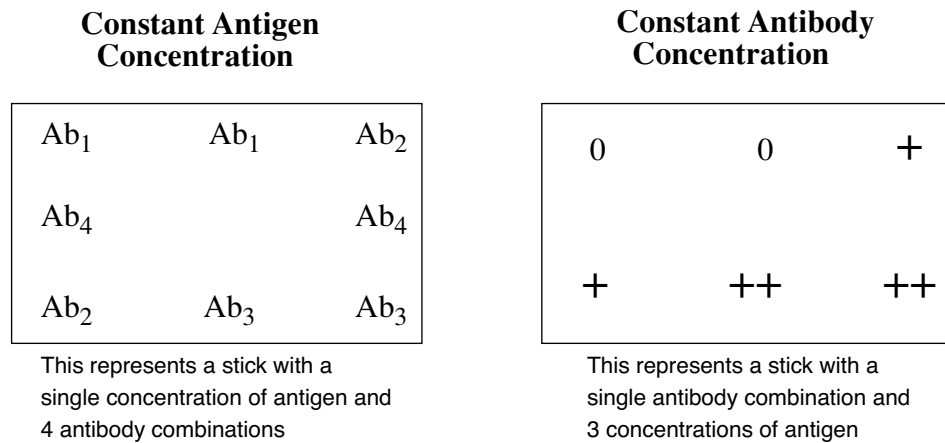 Constant Antigen
Concentration
Ab₁ Ab₁ Ab₂
Ab₄ Ab₄
Ab₂ Ab₃ Ab₃
This represents a stick with a
single concentration of antigen and
4 antibody combinations
Constant Antibody
Concentration
0 0 +
+ ++ ++
This represents a stick with a
single antibody combination and
3 concentrations of antigen